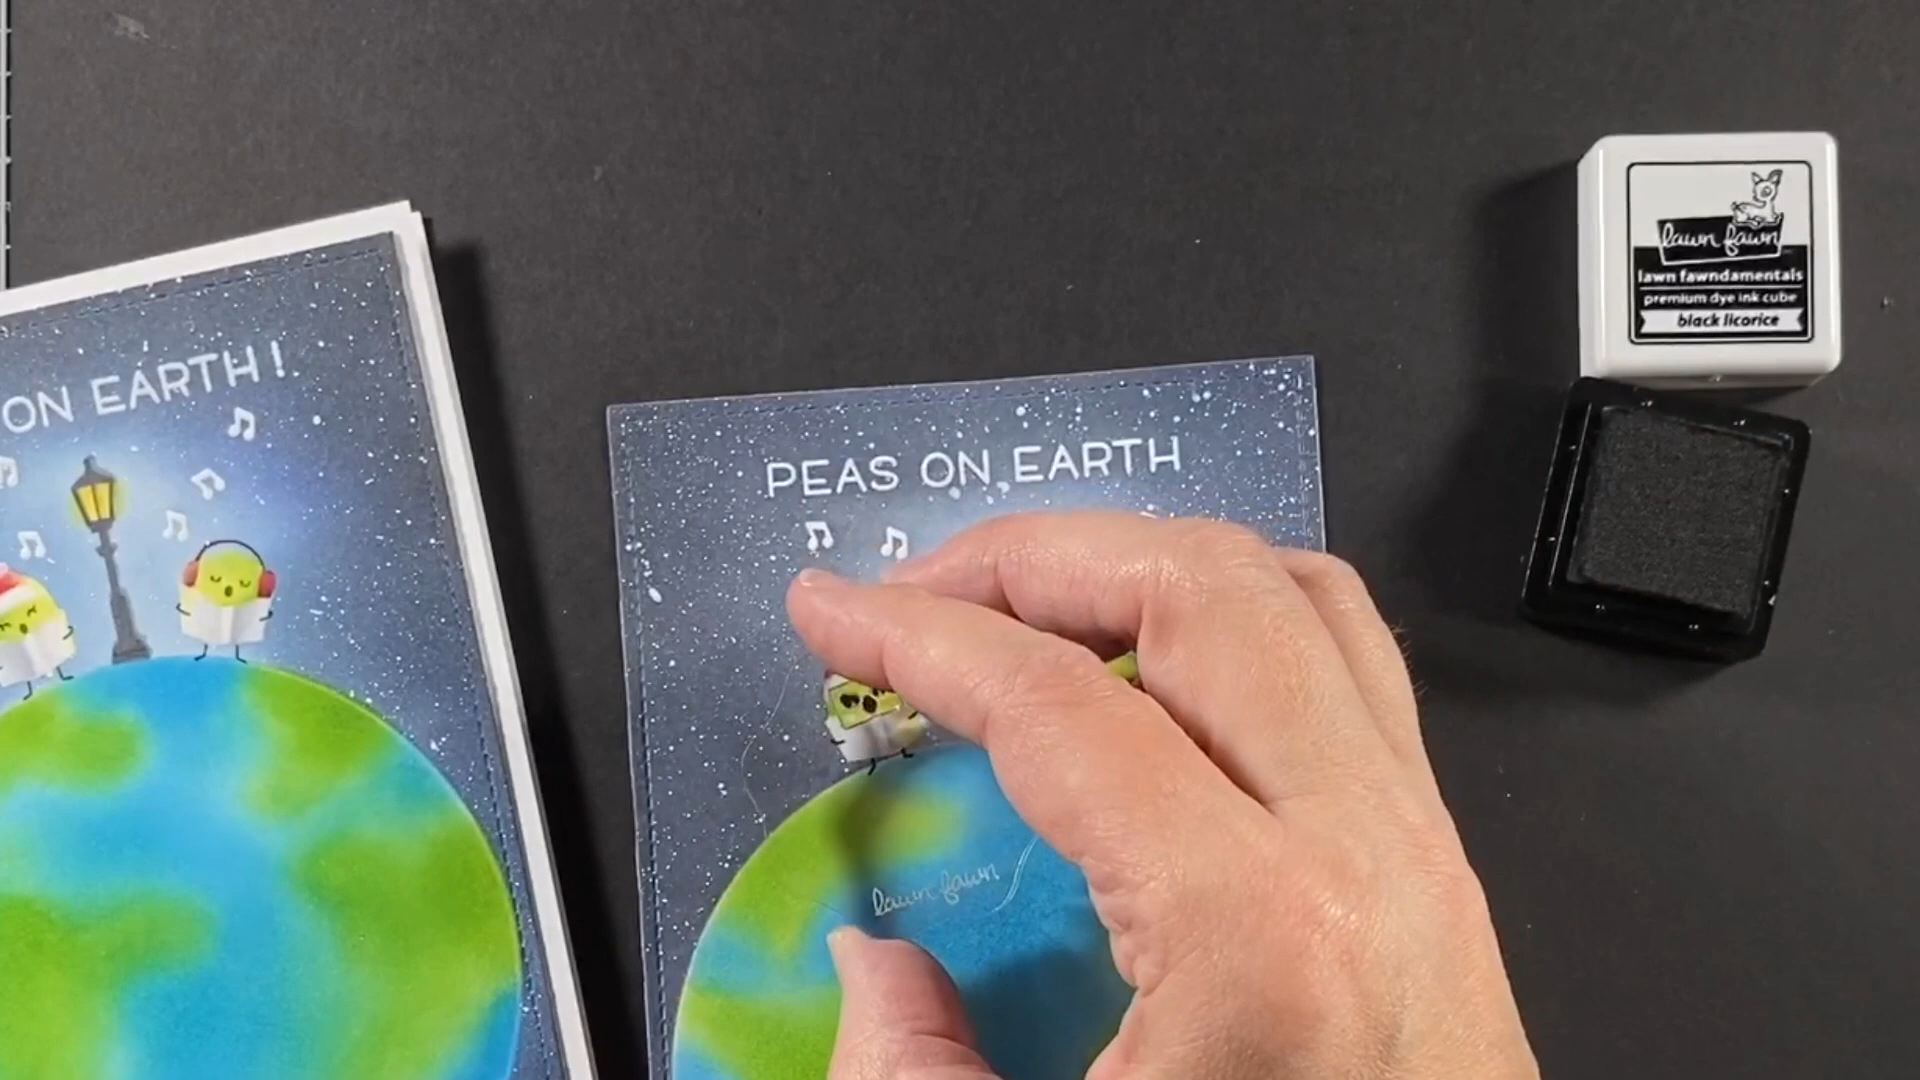 ON EARTH!
PEAS ON EARTH
lawn fawn
lawn fawn
lawn fawndamentals
premium dye ink cube
black licorice